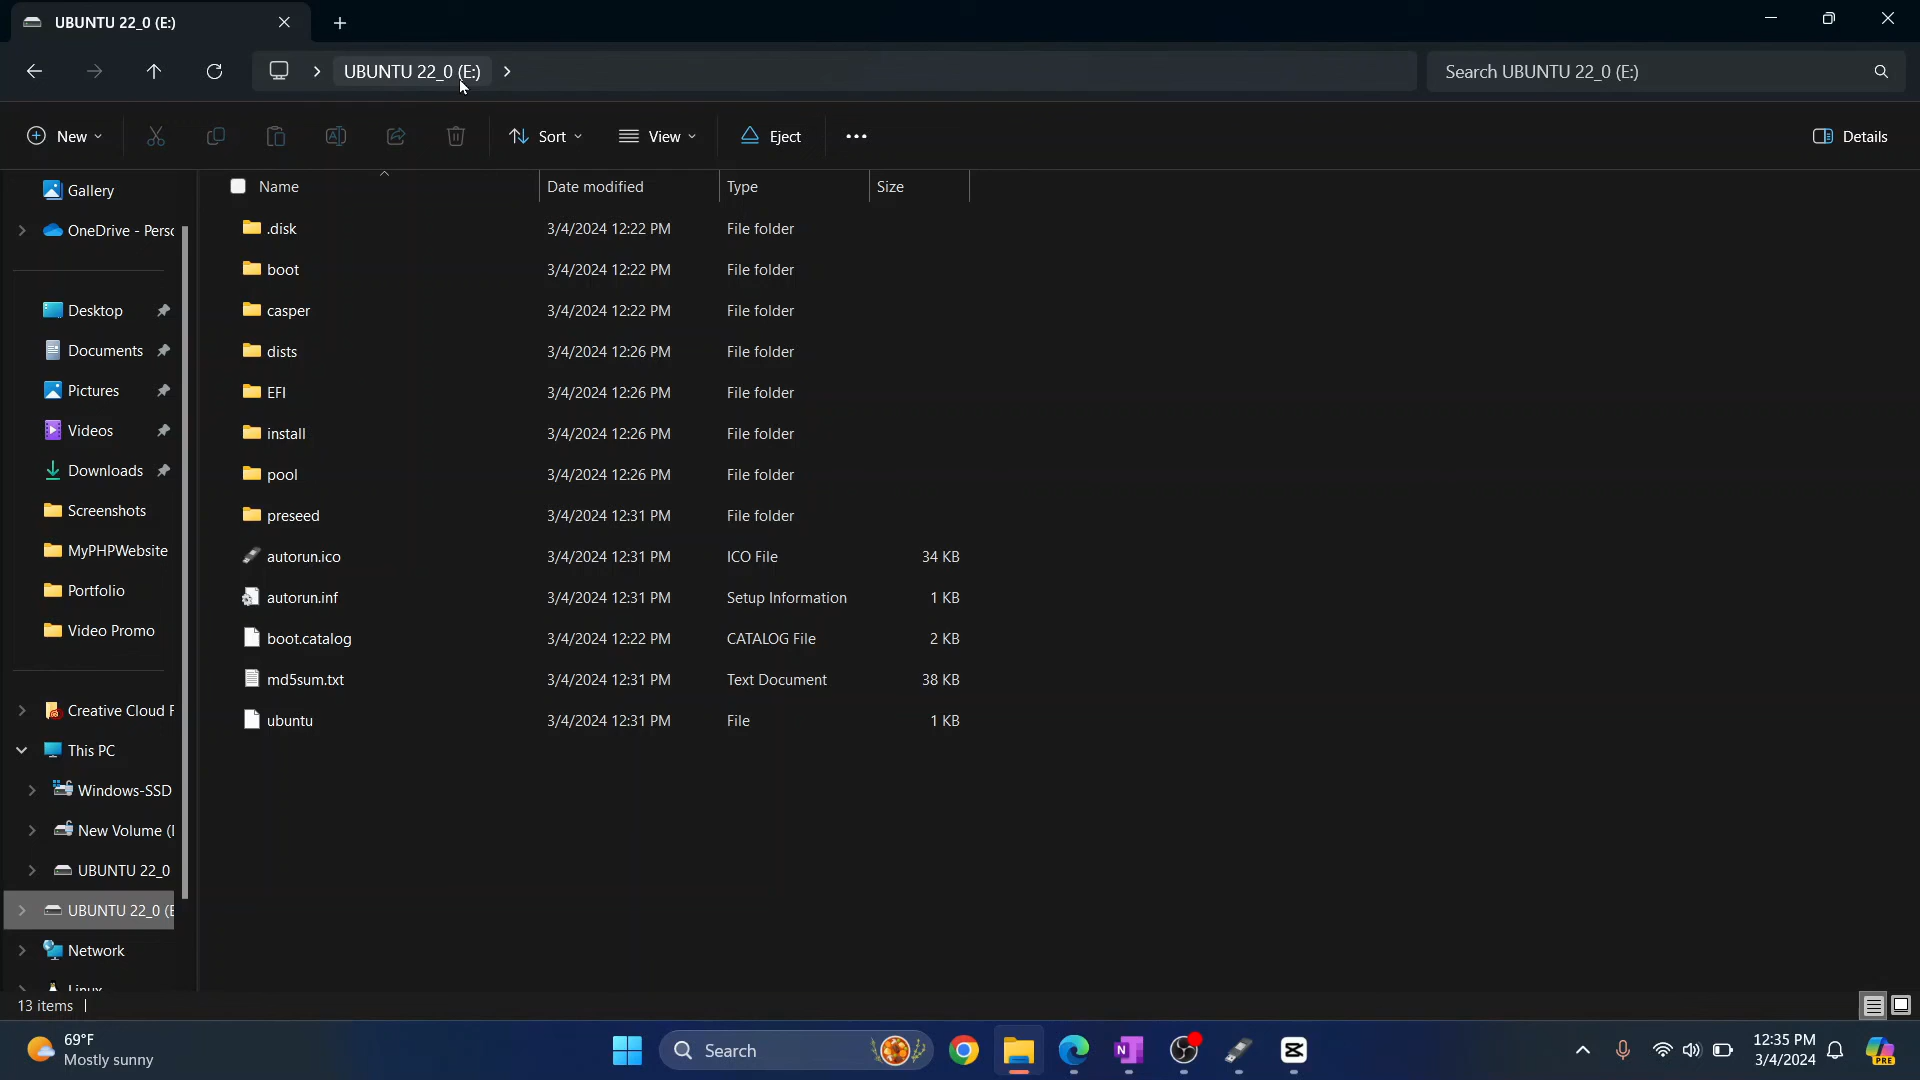 UBUNTU 22_0 (E:)
UBUNTU 22_0 (E:)
Search UBUNTU 22_0 (E:)
New
Sort
View
Eject
Details
Name
Date modified
Type
Size
.disk
3/4/2024 12:22 PM
File folder
boot
3/4/2024 12:22 PM
File folder
casper
3/4/2024 12:22 PM
File folder
dists
3/4/2024 12:26 PM
File folder
EFI
3/4/2024 12:26 PM
File folder
install
3/4/2024 12:26 PM
File folder
pool
3/4/2024 12:26 PM
File folder
preseed
3/4/2024 12:31 PM
File folder
autorun.ico
3/4/2024 12:31 PM
ICO File
34 KB
autorun.inf
3/4/2024 12:31 PM
Setup Information
1 KB
boot.catalog
3/4/2024 12:22 PM
CATALOG File
2 KB
md5sum.txt
3/4/2024 12:31 PM
Text Document
38 KB
ubuntu
3/4/2024 12:31 PM
File
1 KB
Gallery
OneDrive - Perso
Desktop
Documents
Pictures
Videos
Downloads
Screenshots
MyPHPWebsite
Portfolio
Video Promo
Creative Cloud F
This PC
Windows-SSD
New Volume (
UBUNTU 22_0
UBUNTU 22_0 (E
Network
Linux
13 items
69°F
Mostly sunny
Search
N
PRE
12:35 PM
3/4/2024